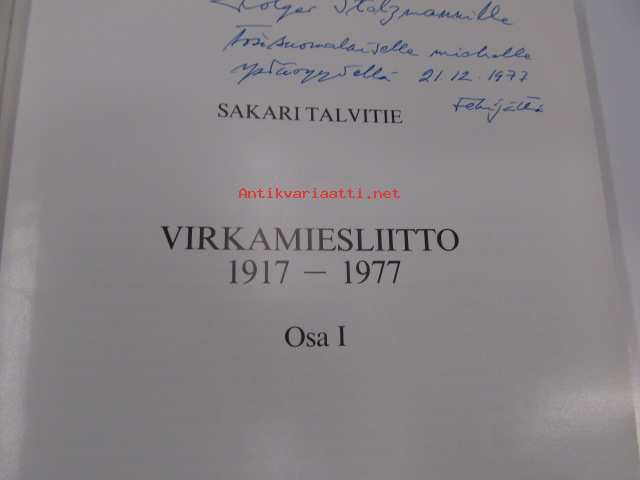 Holger Stolzmannille
Tosisuomalaiselle miehelle
ystävyydellä 21.12.1977
Tekijältä
SAKARI TALVITIE
Antikvariaatti.net
VIRKAMIESLIITTO
1917 – 1977
Osa I